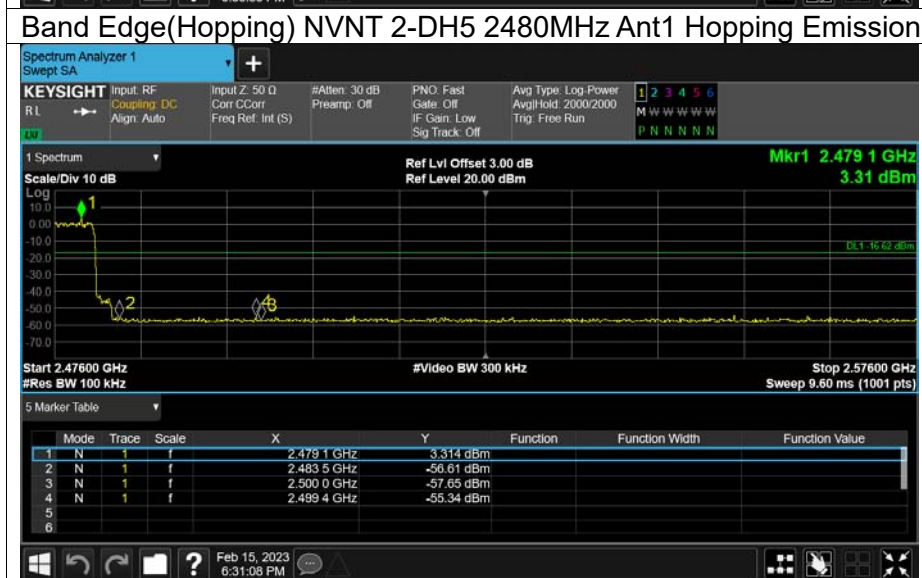 Band Edge(Hopping) NVNT 2-DH5 2480MHz Ant1 Hopping Emission
Spectrum Analyzer 1
Swept SA
+
KEYSIGHT Input: RF Input Z: 50 Ω #Atten: 30 dB PNO: Fast Avg Type: Log-Power 1 2 3 4 5 6
R L Coupling: DC Corr CCorr Preamp: Off Gate: Off Avg|Hold: 2000/2000 M W W W W W
Align: Auto Freq Ref: Int (S) IF Gain: Low Trig: Free Run
LXI Sig Track: Off P N N N N N
1 Spectrum Ref Lvl Offset 3.00 dB Mkr1 2.479 1 GHz
Scale/Div 10 dB Ref Level 20.00 dBm 3.31 dBm
Log
10.0 1
0.00
-10.0 DL1 -16.62 dBm
-20.0
-30.0
-40.0
-50.0 2 4 3
-60.0
-70.0
Start 2.47600 GHz #Video BW 300 kHz Stop 2.57600 GHz
#Res BW 100 kHz Sweep 9.60 ms (1001 pts)
5 Marker Table
Mode Trace Scale X Y Function Function Width Function Value
1 N 1 f 2.479 1 GHz 3.314 dBm
2 N 1 f 2.483 5 GHz -56.61 dBm
3 N 1 f 2.500 0 GHz -57.65 dBm
4 N 1 f 2.499 4 GHz -55.34 dBm
5
6
? Feb 15, 2023
6:31:08 PM